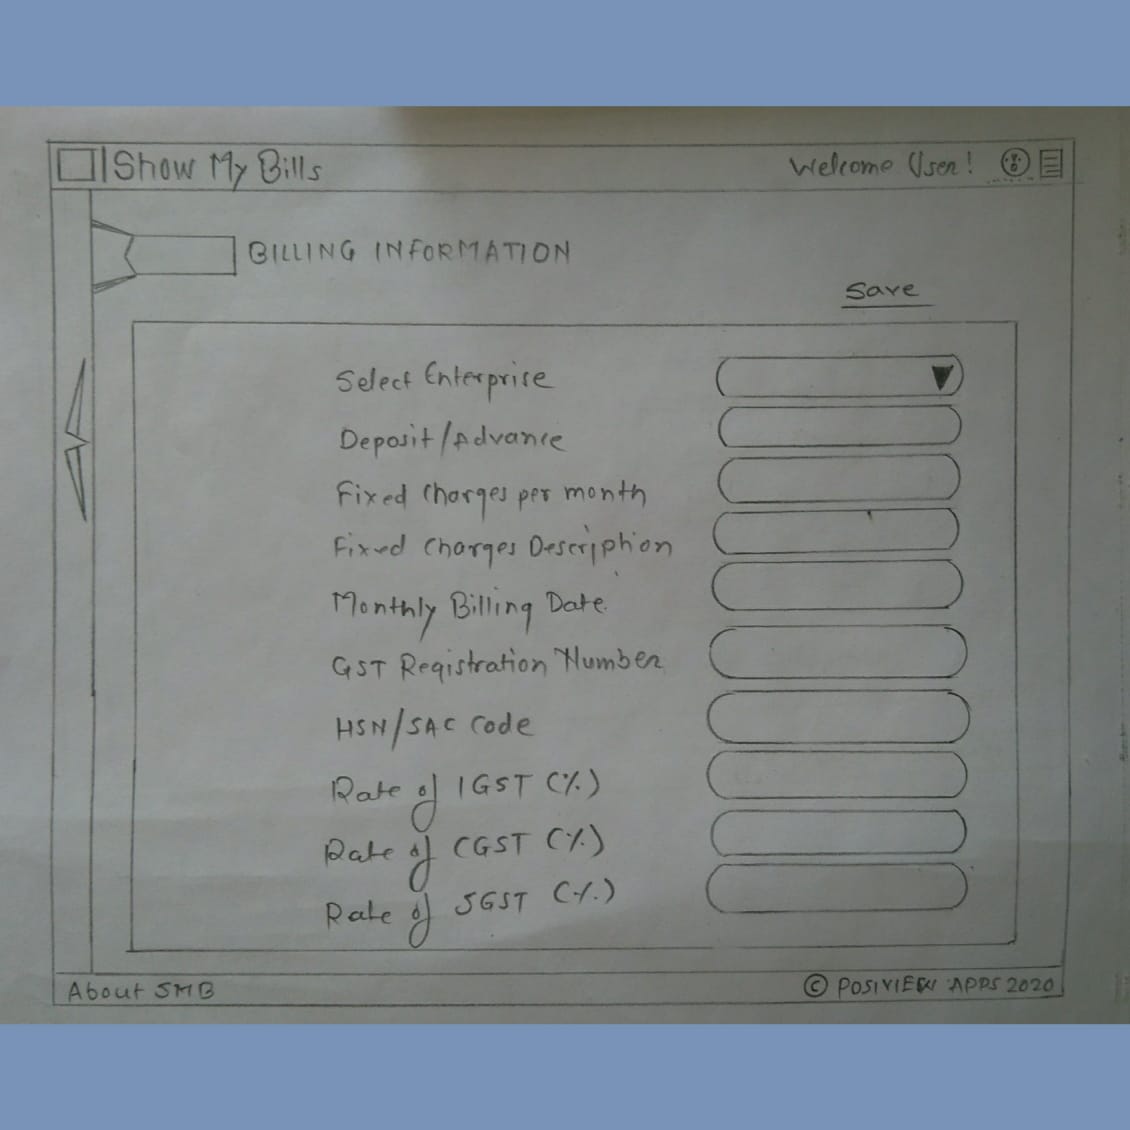 Show My Bills
Welcome User!
BILLING INFORMATION
Save
Select Enterprise
Deposit/Advance
Fixed Charges per month
Fixed Charges Description
Monthly Billing Date
GST Registration Number
HSN/SAC Code
Rate of IGST (%)
Rate of CGST (%)
Rate of SGST (%)
About SMB
© POSIVIEW APPS 2020